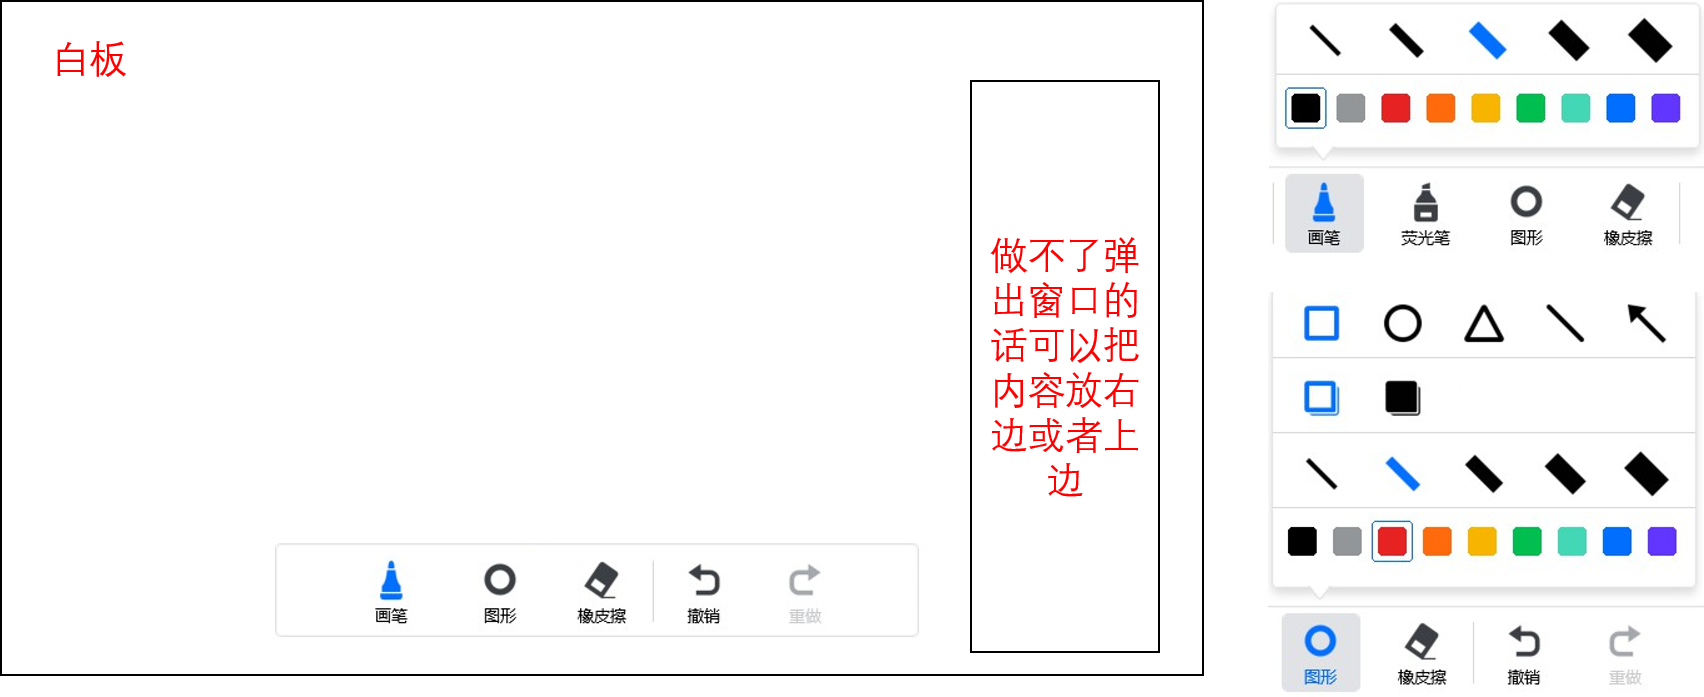 白板
做不了弹
出窗口的
话可以把
内容放右
边或者上
边
画笔 图形 橡皮擦 撤销 重做
画笔 荧光笔 图形 橡皮擦
图形 橡皮擦 撤销 重做